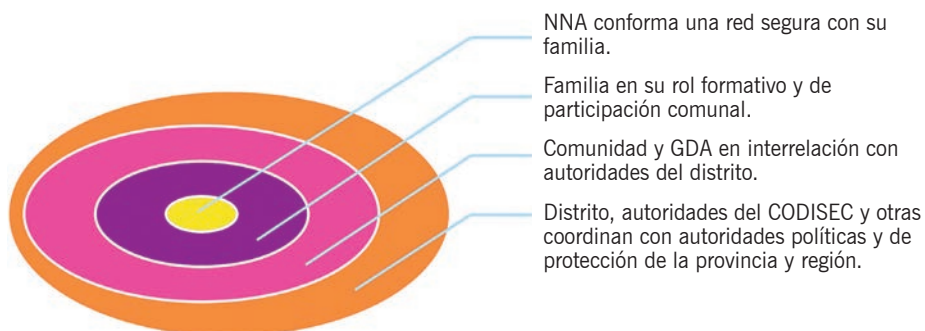 NNA conforma una red segura con su
familia.
Familia en su rol formativo y de
participación comunal.
Comunidad y GDA en interrelación con
autoridades del distrito.
Distrito, autoridades del CODISEC y otras
coordinan con autoridades políticas y de
protección de la provincia y región.